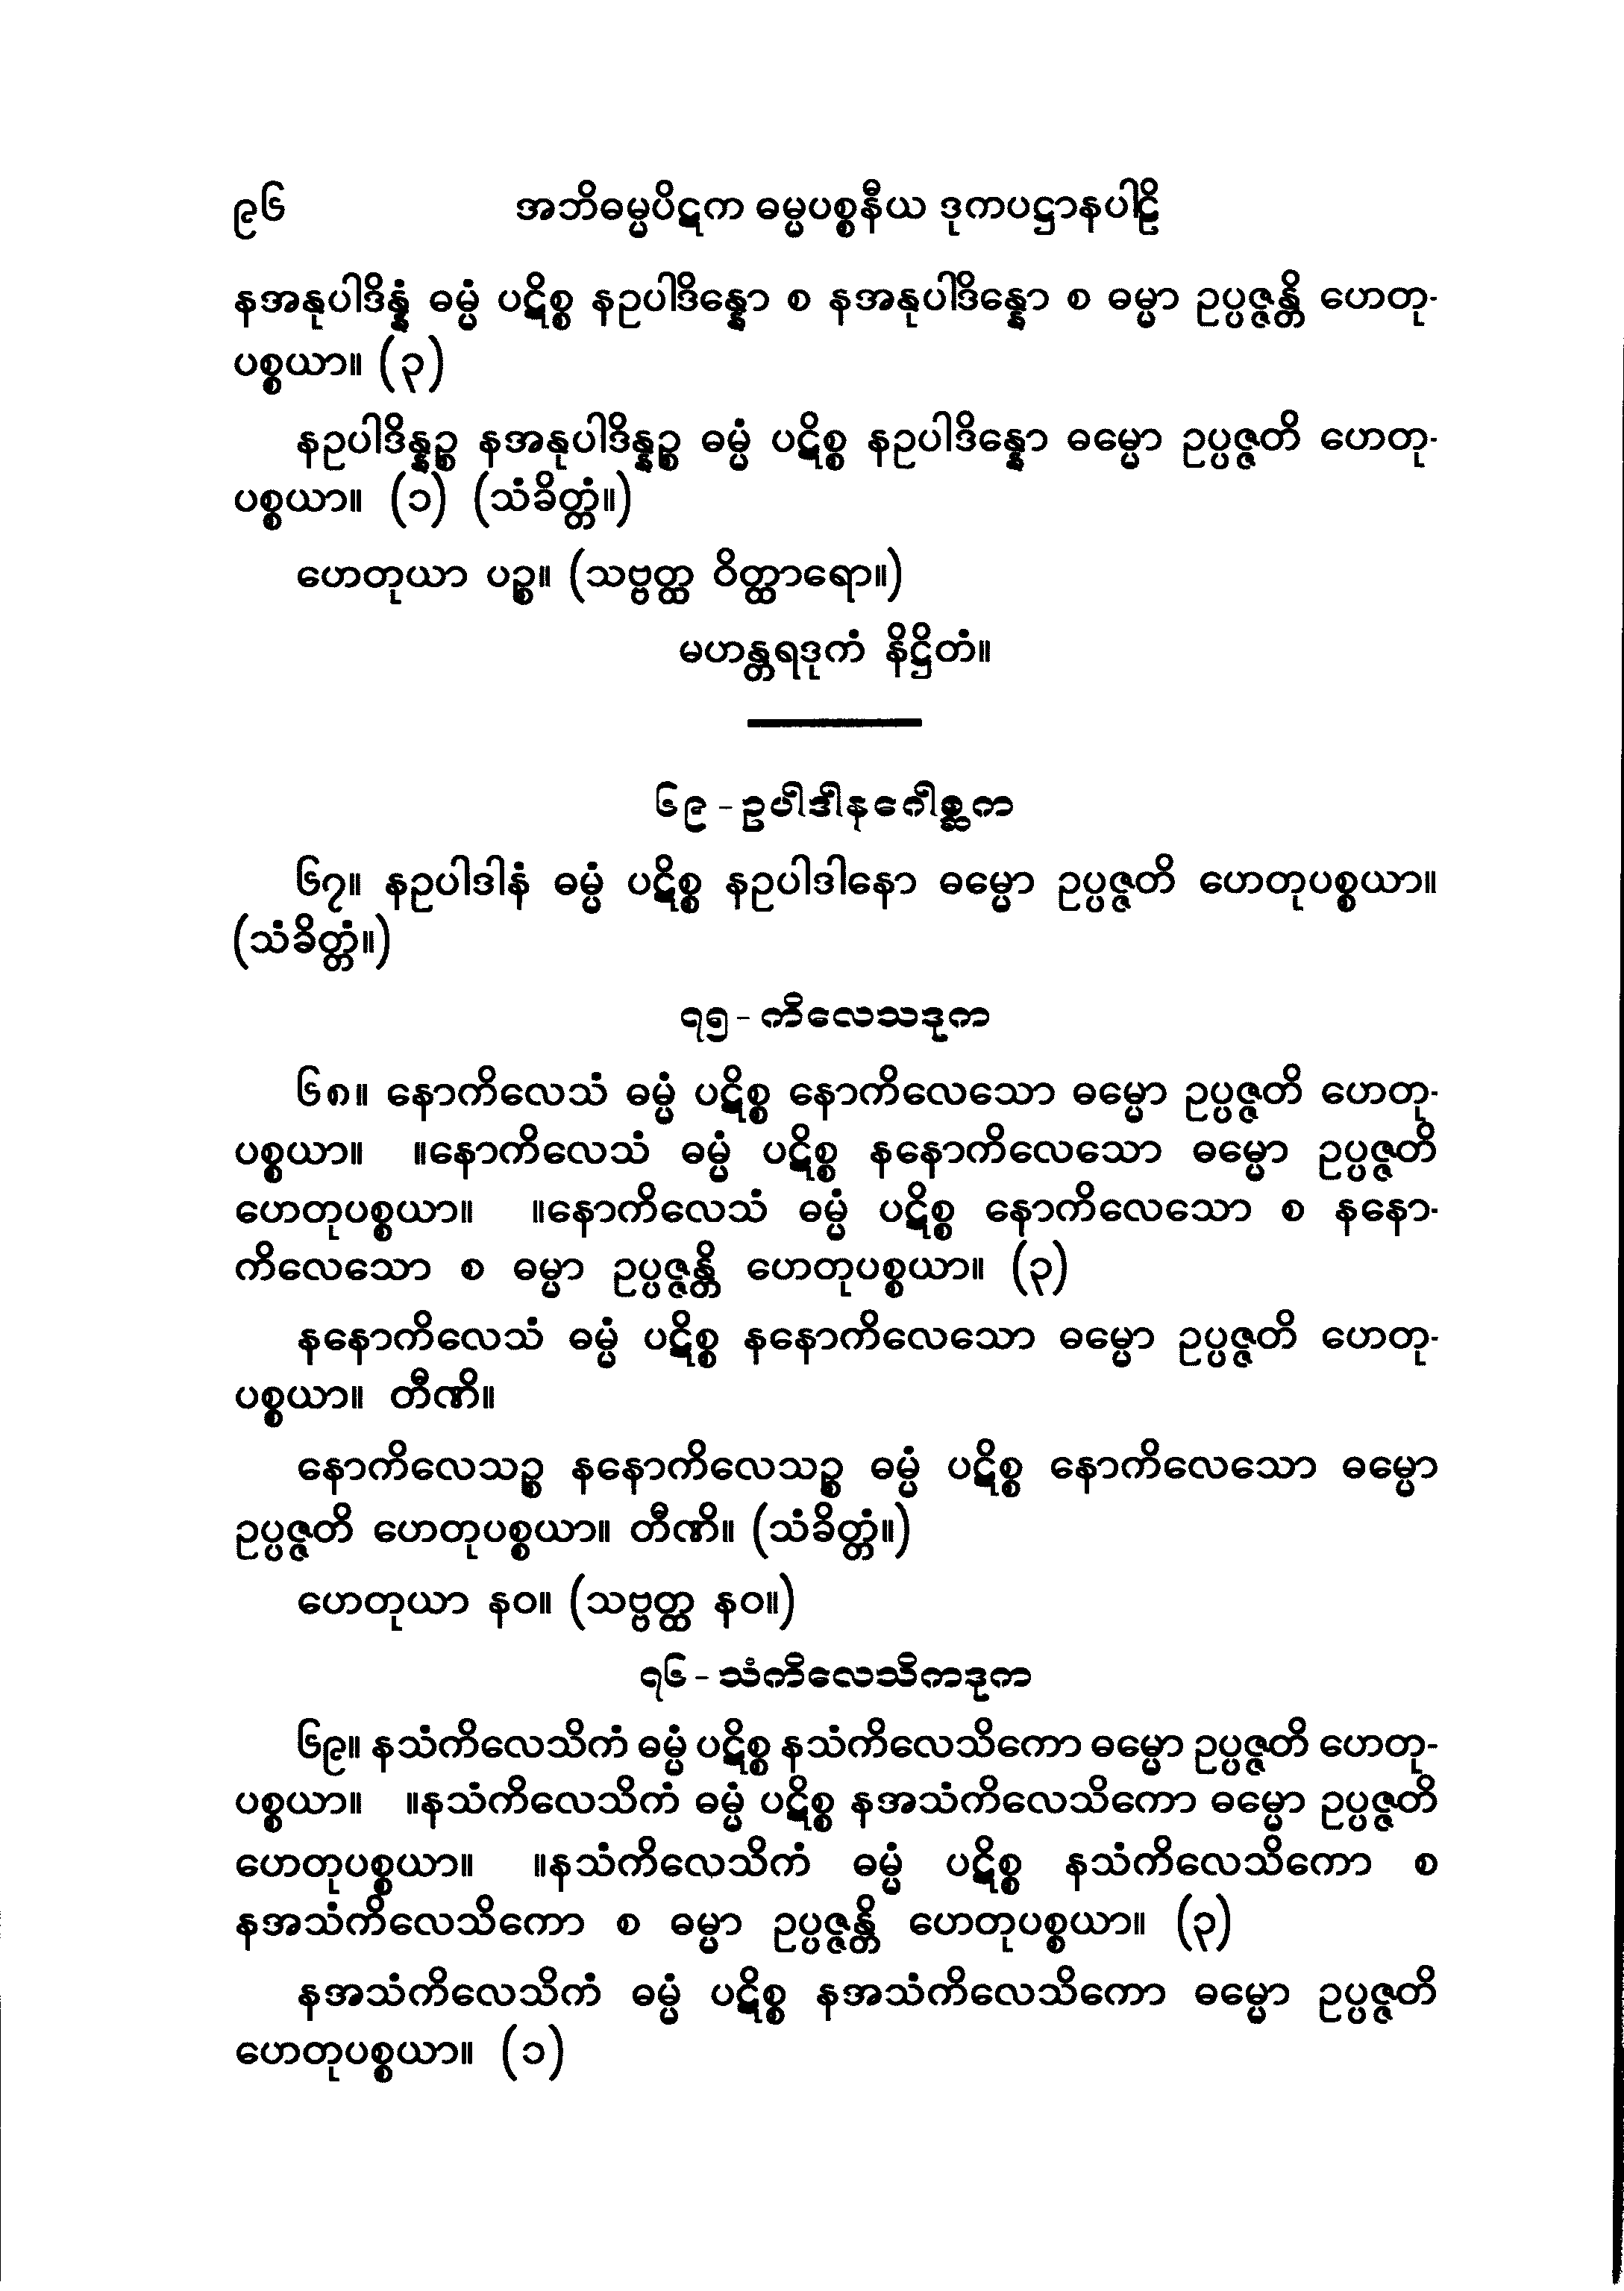 ၉၆ အဘိဓမ္မပိဋက ဓမ္မပစ္စနီယ ဒုကပဋ္ဌာနပါဠိ
နအနုပါဒိန္နံ ဓမ္မံ ပဋိစ္စ နဥပါဒိန္နော စ နအနုပါဒိန္နော စ ဓမ္မာ ဥပ္ပဇ္ဇန္တိ ဟေတု-
ပစ္စယာ။ (၃)
နဥပါဒိန္နဉ္စ နအနုပါဒိန္နဉ္စ ဓမ္မံ ပဋိစ္စ နဥပါဒိန္နော ဓမ္မော ဥပ္ပဇ္ဇတိ ဟေတု-
ပစ္စယာ။ (၁) (သံခိတ္တံ။)
ဟေတုယာ ပဉ္စ။ (သဗ္ဗတ္ထ ဝိတ္ထာရော။)
မဟန္တရဒုကံ နိဋ္ဌိတံ။
၆၉ - ဥပါဒါနဂေါစ္ဆက
၆၇။ နဥပါဒါနံ ဓမ္မံ ပဋိစ္စ နဥပါဒါနော ဓမ္မော ဥပ္ပဇ္ဇတိ ဟေတုပစ္စယာ။
(သံခိတ္တံ။)
၇၅ - ကိလေသဒုက
၆၈။ နောကိလေသံ ဓမ္မံ ပဋိစ္စ နောကိလေသော ဓမ္မော ဥပ္ပဇ္ဇတိ ဟေတု-
ပစ္စယာ။ ။နောကိလေသံ ဓမ္မံ ပဋိစ္စ နနောကိလေသော ဓမ္မော ဥပ္ပဇ္ဇတိ
ဟေတုပစ္စယာ။ ။နောကိလေသံ ဓမ္မံ ပဋိစ္စ နောကိလေသော စ နနော-
ကိလေသော စ ဓမ္မာ ဥပ္ပဇ္ဇန္တိ ဟေတုပစ္စယာ။ (၃)
နနောကိလေသံ ဓမ္မံ ပဋိစ္စ နနောကိလေသော ဓမ္မော ဥပ္ပဇ္ဇတိ ဟေတု-
ပစ္စယာ။ တီဏိ။
နောကိလေသဉ္စ နနောကိလေသဉ္စ ဓမ္မံ ပဋိစ္စ နောကိလေသော ဓမ္မော
ဥပ္ပဇ္ဇတိ ဟေတုပစ္စယာ။ တီဏိ။ (သံခိတ္တံ။)
ဟေတုယာ နဝ။ (သဗ္ဗတ္ထ နဝ။)
၇၆ - သံကိလေသိကဒုက
၆၉။ နသံကိလေသိကံ ဓမ္မံ ပဋိစ္စ နသံကိလေသိကော ဓမ္မော ဥပ္ပဇ္ဇတိ ဟေတု-
ပစ္စယာ။ ။နသံကိလေသိကံ ဓမ္မံ ပဋိစ္စ နအသံကိလေသိကော ဓမ္မော ဥပ္ပဇ္ဇတိ
ဟေတုပစ္စယာ။ ။နသံကိလေသိကံ ဓမ္မံ ပဋိစ္စ နသံကိလေသိကော စ
နအသံကိလေသိကော စ ဓမ္မာ ဥပ္ပဇ္ဇန္တိ ဟေတုပစ္စယာ။ (၃)
နအသံကိလေသိကံ ဓမ္မံ ပဋိစ္စ နအသံကိလေသိကော ဓမ္မော ဥပ္ပဇ္ဇတိ
ဟေတုပစ္စယာ။ (၁)